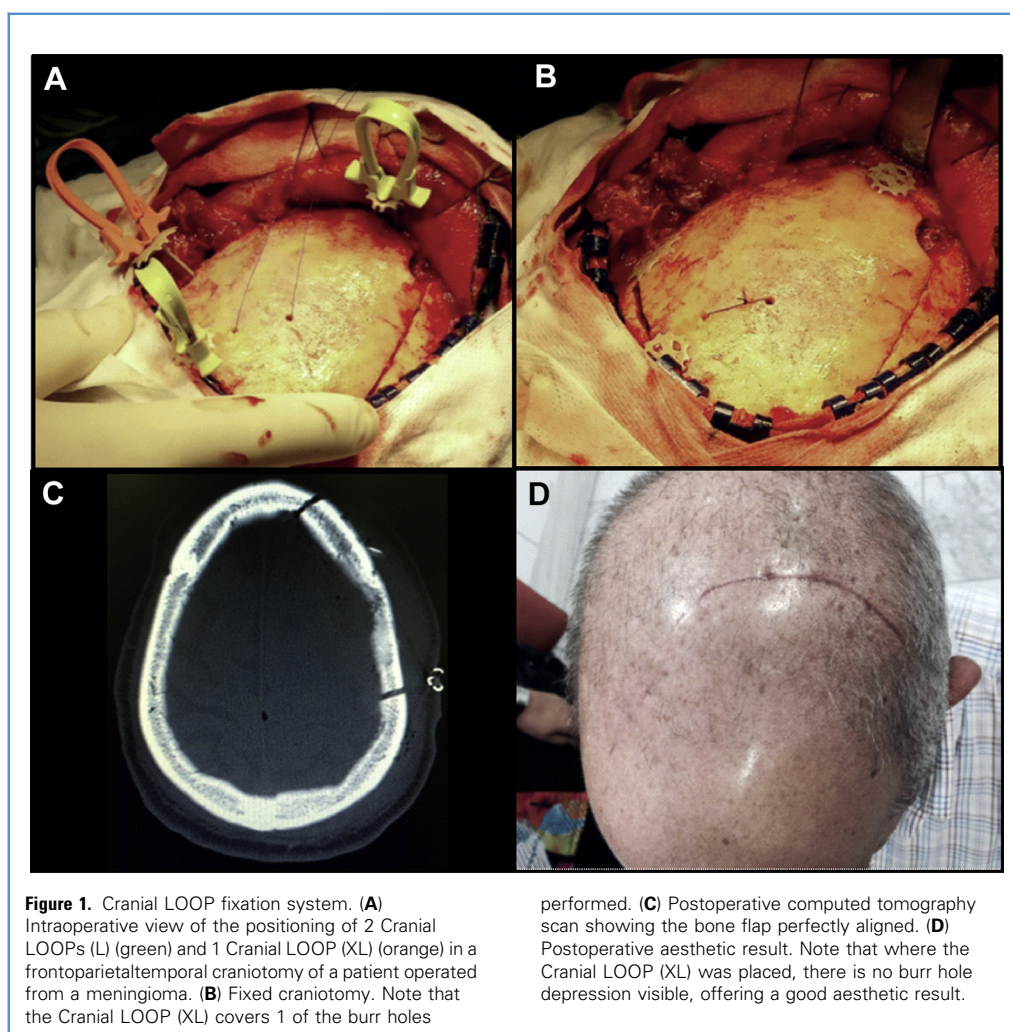 A
B
C
D
Figure 1. Cranial LOOP fixation system. (A)
Intraoperative view of the positioning of 2 Cranial
LOOPs (L) (green) and 1 Cranial LOOP (XL) (orange) in a
frontoparietaltemporal craniotomy of a patient operated
from a meningioma. (B) Fixed craniotomy. Note that
the Cranial LOOP (XL) covers 1 of the burr holes
performed. (C) Postoperative computed tomography
scan showing the bone flap perfectly aligned. (D)
Postoperative aesthetic result. Note that where the
Cranial LOOP (XL) was placed, there is no burr hole
depression visible, offering a good aesthetic result.